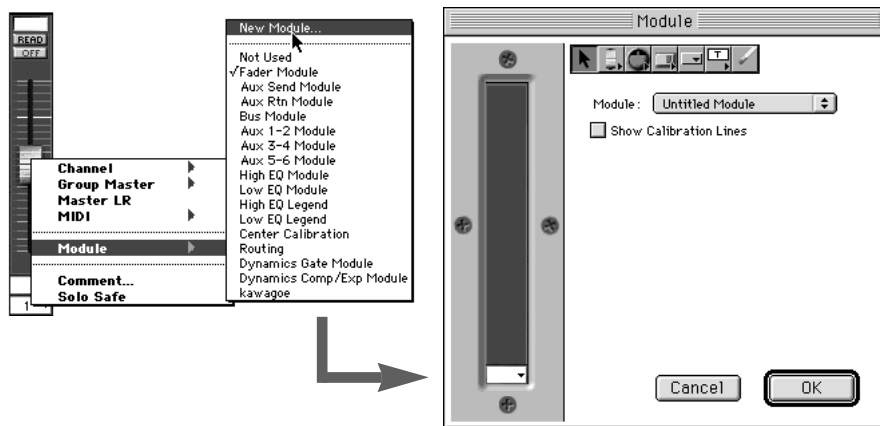 READ
OFF
Channel
Group Master
Master LR
MIDI
Module
Comment...
Solo Safe
New Module...
Not Used
✓Fader Module
Aux Send Module
Aux Rtn Module
Bus Module
Aux 1-2 Module
Aux 3-4 Module
Aux 5-6 Module
High EQ Module
Low EQ Module
High EQ Legend
Low EQ Legend
Center Calibration
Routing
Dynamics Gate Module
Dynamics Comp/Exp Module
kawagoe
Module
T
Module: Untitled Module
Show Calibration Lines
Cancel
OK